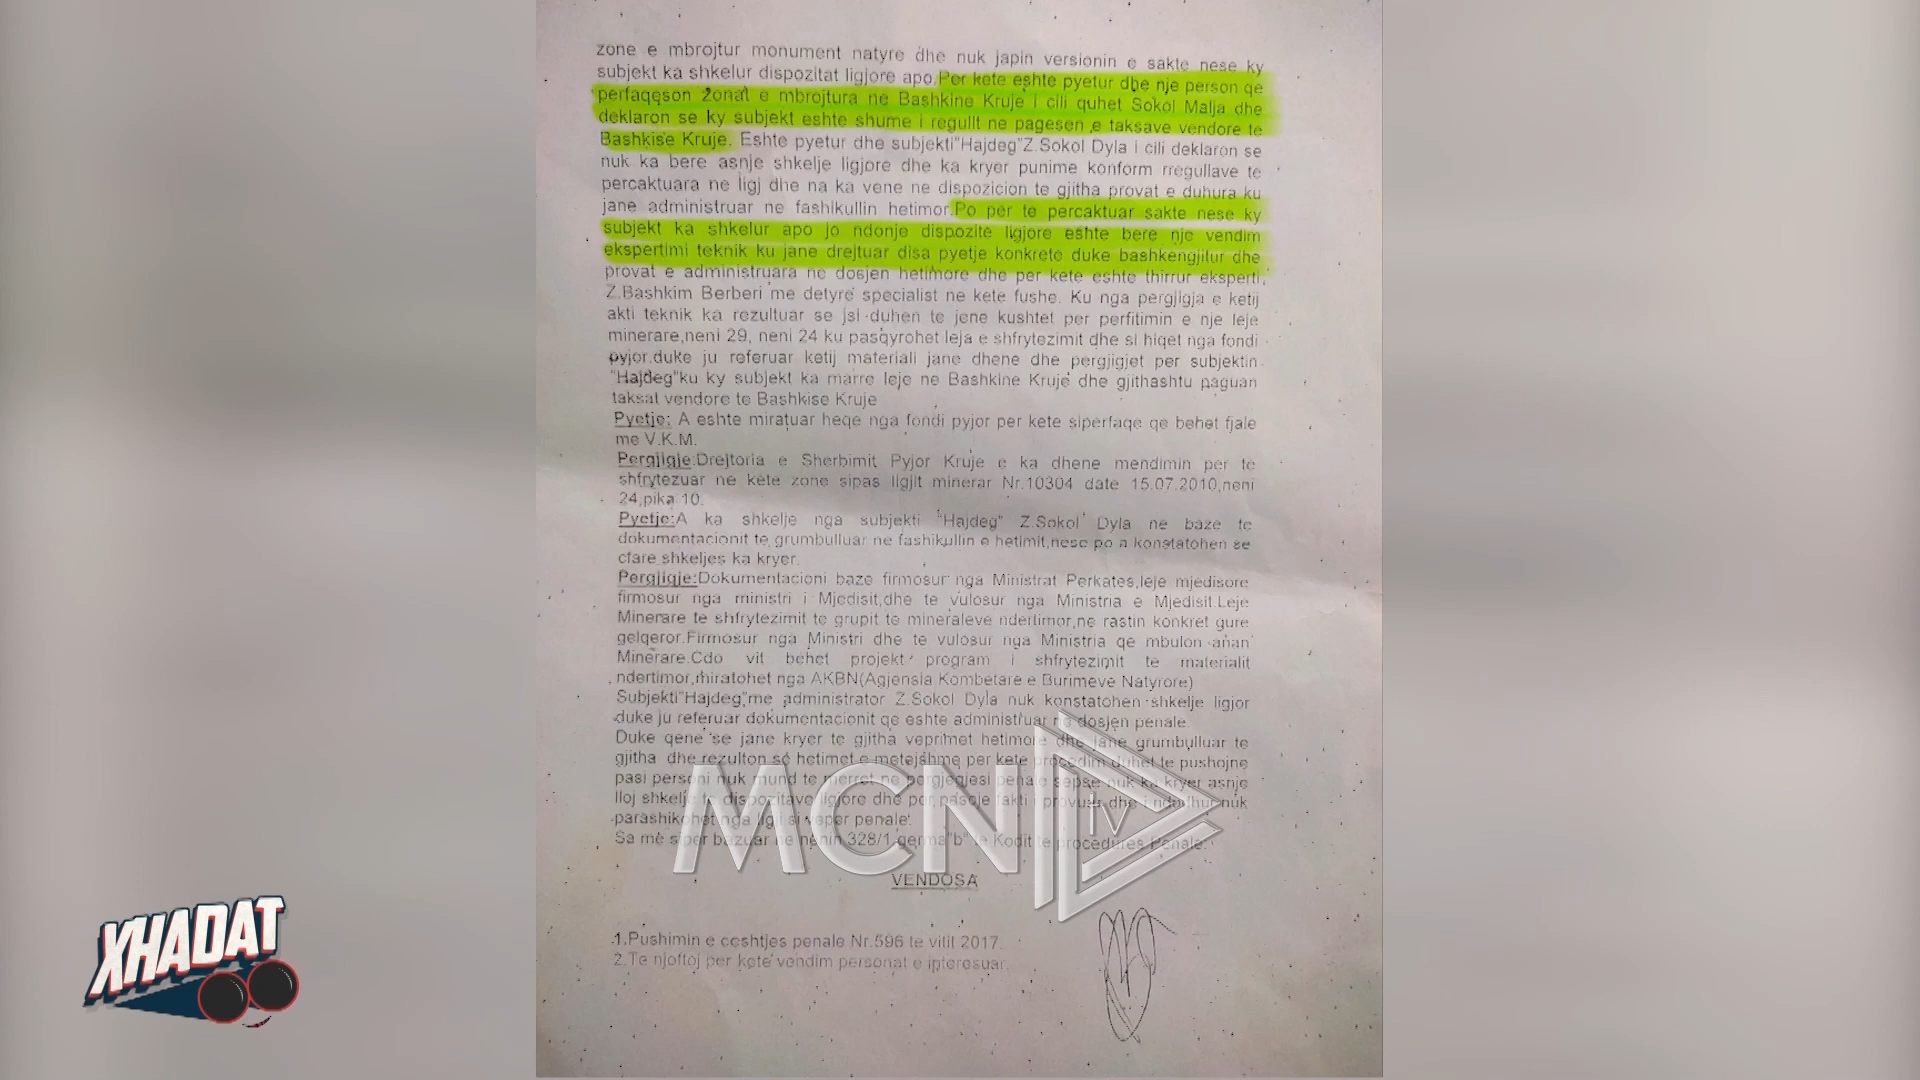 zone e mbrojtur monument natyre dhe nuk japin versionin e sakte nese ky
subjekt ka shkelur dispozitat ligjore apo.Per kete eshte pyetur dhe nje person qe
perfaqeson zonat e mbrojtura ne Bashkine Kruje i cili quhet Sokol Malja dhe
deklaron se ky subjekt eshte shume i regullt ne pagesen e taksave vendore te
Bashkise Kruje. Eshte pyetur dhe subjekti"Hajdeg"Z.Sokol Dyla i cili deklaron se
nuk ka bere asnje shkelje ligjore dhe ka kryer punime konform rregullave te
percaktuara ne ligj dhe na ka vene ne dispozicion te gjitha provat e duhura ku
jane administruar ne fashikullin hetimor.Po per te percaktuar sakte nese ky
subjekt ka shkelur apo jo ndonje dispozite ligjore eshte bere nje vendim
ekspertimi teknik ku jane drejtuar disa pyetje konkrete duke bashkengjitur dhe
provat e administruara ne dosjen hetimore dhe per kete eshte thirrur eksperti,
Z.Bashkim Berberi me detyre specialist ne kete fushe. Ku nga pergjigja e ketij
akti teknik ka rezultuar se jsi duhen te jene kushtet per perfitimin e nje leje
minerare,neni 29, neni 24 ku pasqyrohet leja e shfrytezimit dhe si hiqet nga fondi
pyjor.duke ju referuar ketij materiali jane dhene dhe pergjigjet per subjektin
"Hajdeg"ku ky subjekt ka marre leje ne Bashkine Kruje dhe gjithashtu paguan
taksat vendore te Bashkise Kruje
Pyetje: A eshte miratuar heqe nga fondi pyjor per kete siperfaqe qe behet fjale
me V.K.M.
Pergjigje:Drejtoria e Sherbimit Pyjor Kruje e ka dhene mendimin per te
shfrytezuar ne kete zone sipas ligjit minerar Nr.10304 date 15.07.2010,neni
24,pika 10.
Pyetje:A ka shkelje nga subjekti "Hajdeg" Z.Sokol Dyla ne baze te
dokumentacionit te grumbulluar ne fashikullin e hetimit,nese po a konstatohen se
cfare shkeljes ka kryer.
Pergjigje:Dokumentacioni baze firmosur nga Ministrat Perkates,leje mjedisore
firmosur nga ministri i Mjedisit,dhe te vulosur nga Ministria e Mjedisit.Leje
Minerare te shfrytezimit te grupit te mineraleve ndertimor,ne rastin konkret gure
gelqeror.Firmosur nga Ministri dhe te vulosur nga Ministria qe mbulon anan
Minerare.Cdo vit behet projekt program i shfrytezimit te materialit
ndertimor,miratohet nga AKBN(Agjensia Kombetare e Burimeve Natyrore)
Subjekti"Hajdeg"me administrator Z.Sokol Dyla nuk konstatohen shkelje ligjor
duke ju referuar dokumentacionit qe eshte administruar ne dosjen penale.
Duke qene se jane kryer te gjitha veprimet hetimore dhe jane grumbulluar te
gjitha dhe rezulton se hetimet e metejshme per kete procedim duhet te pushojne
pasi personi nuk mund te merret ne pergjegjesi penale sepse nuk ka kryer asnje
lloj shkelje te dispozitave ligjore dhe per pasoje fakti i provuar dhe i ndodhur nuk
parashikohet nga ligji si veper penale.
Sa me siper bazuar ne nenin 328/1 germa"b" te Kodit te procedures Penale.
VENDOSA
1.Pushimin e ceshtjes penale Nr.596 te vitit 2017.
2.Te njoftoj per kete vendim personat e interesuar.
MCN tv
XHADAT